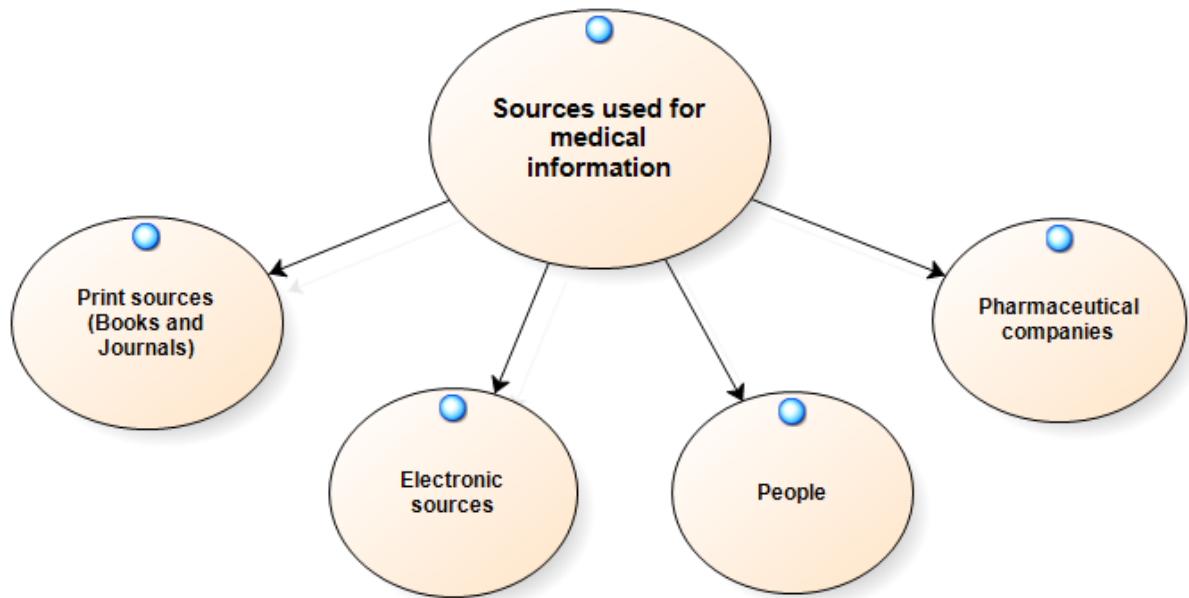 Sources used for
medical
information
Print sources
(Books and
Journals)
Electronic
sources
People
Pharmaceutical
companies